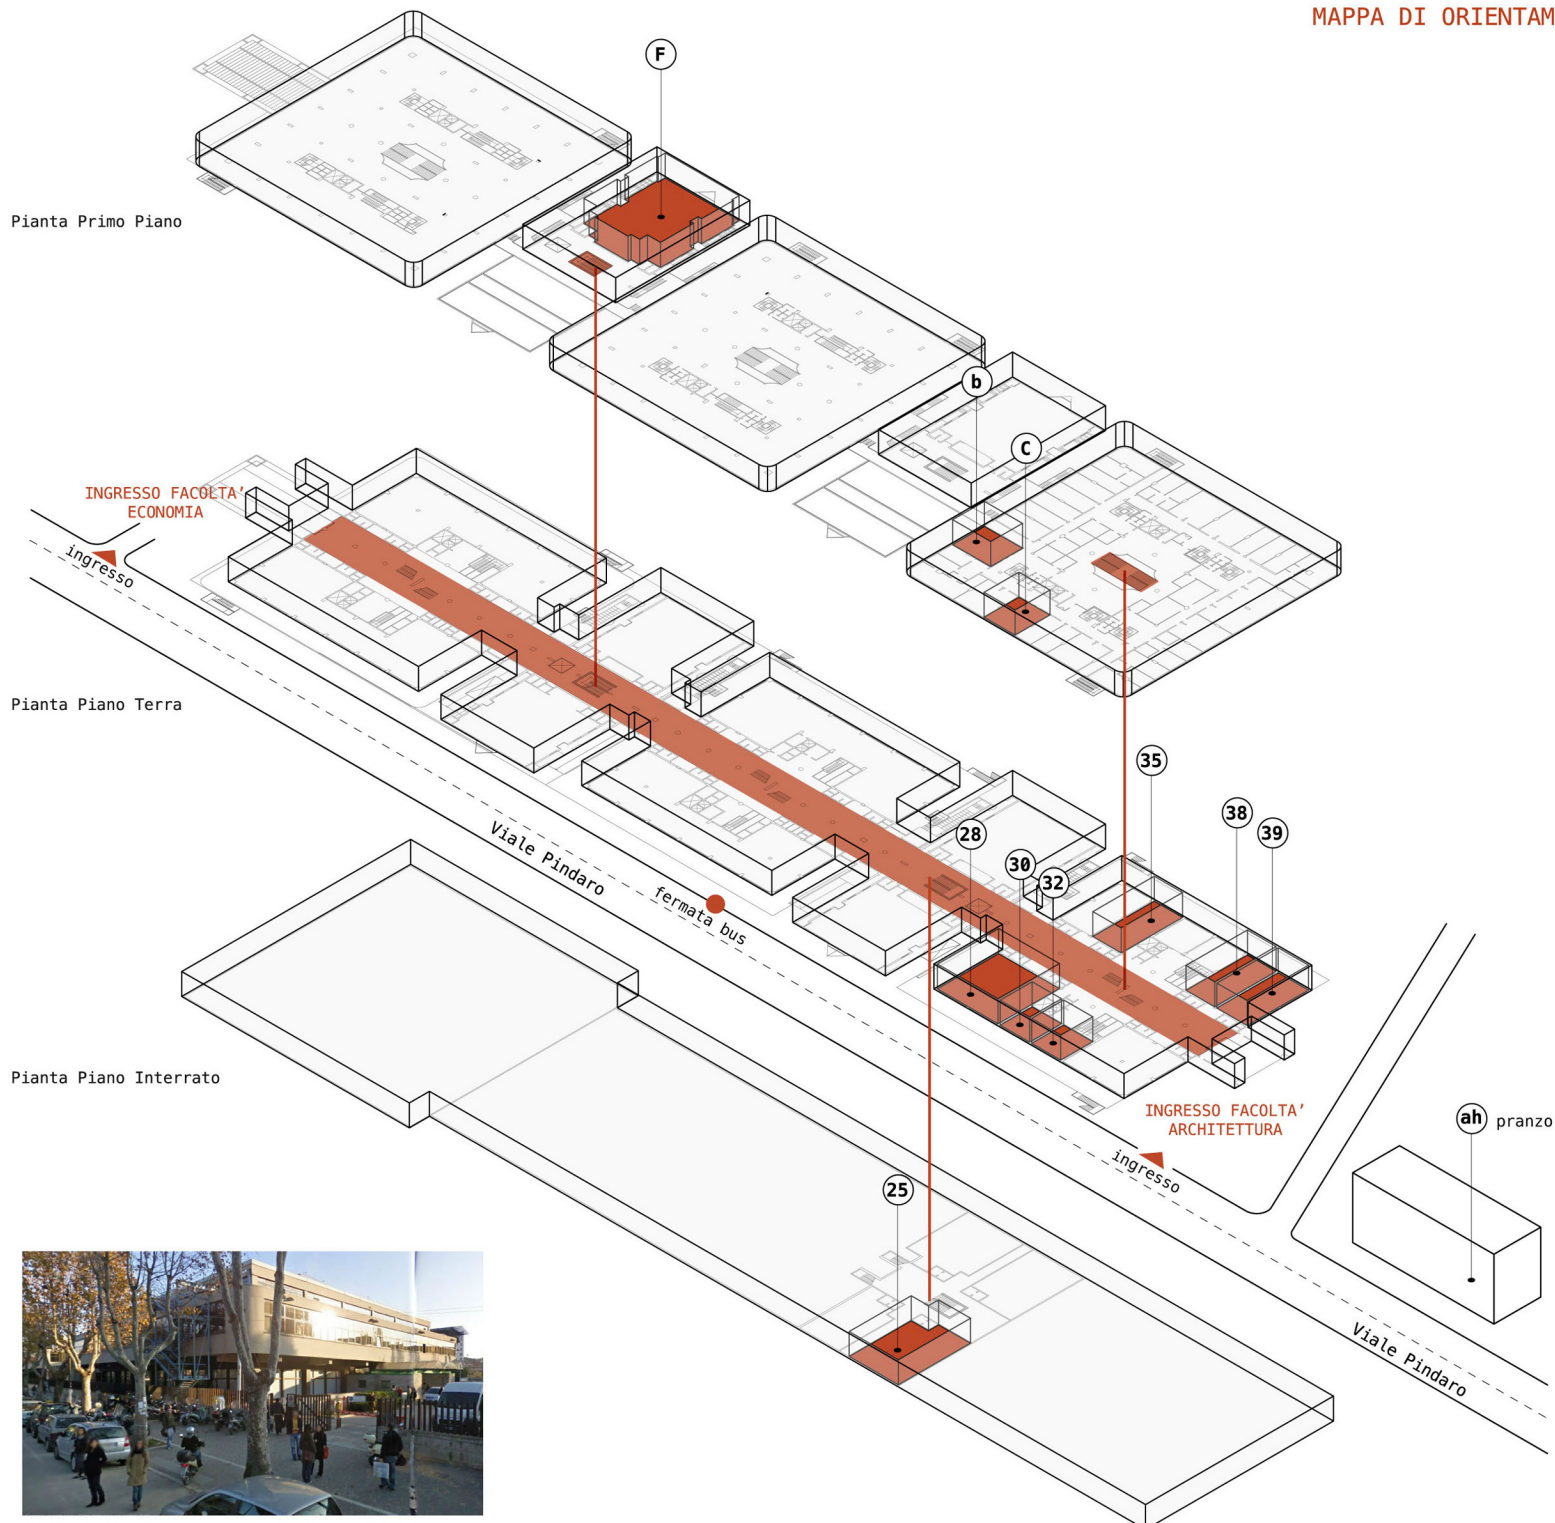 MAPPA DI ORIENTAM
F
Pianta Primo Piano
b
C
INGRESSO FACOLTA’
ECONOMIA
ingresso
Pianta Piano Terra
35
38
39
28
30
32
Viale Pindaro
fermata bus
Pianta Piano Interrato
INGRESSO FACOLTA’
ARCHITETTURA
ingresso
ah pranzo
25
Viale Pindaro